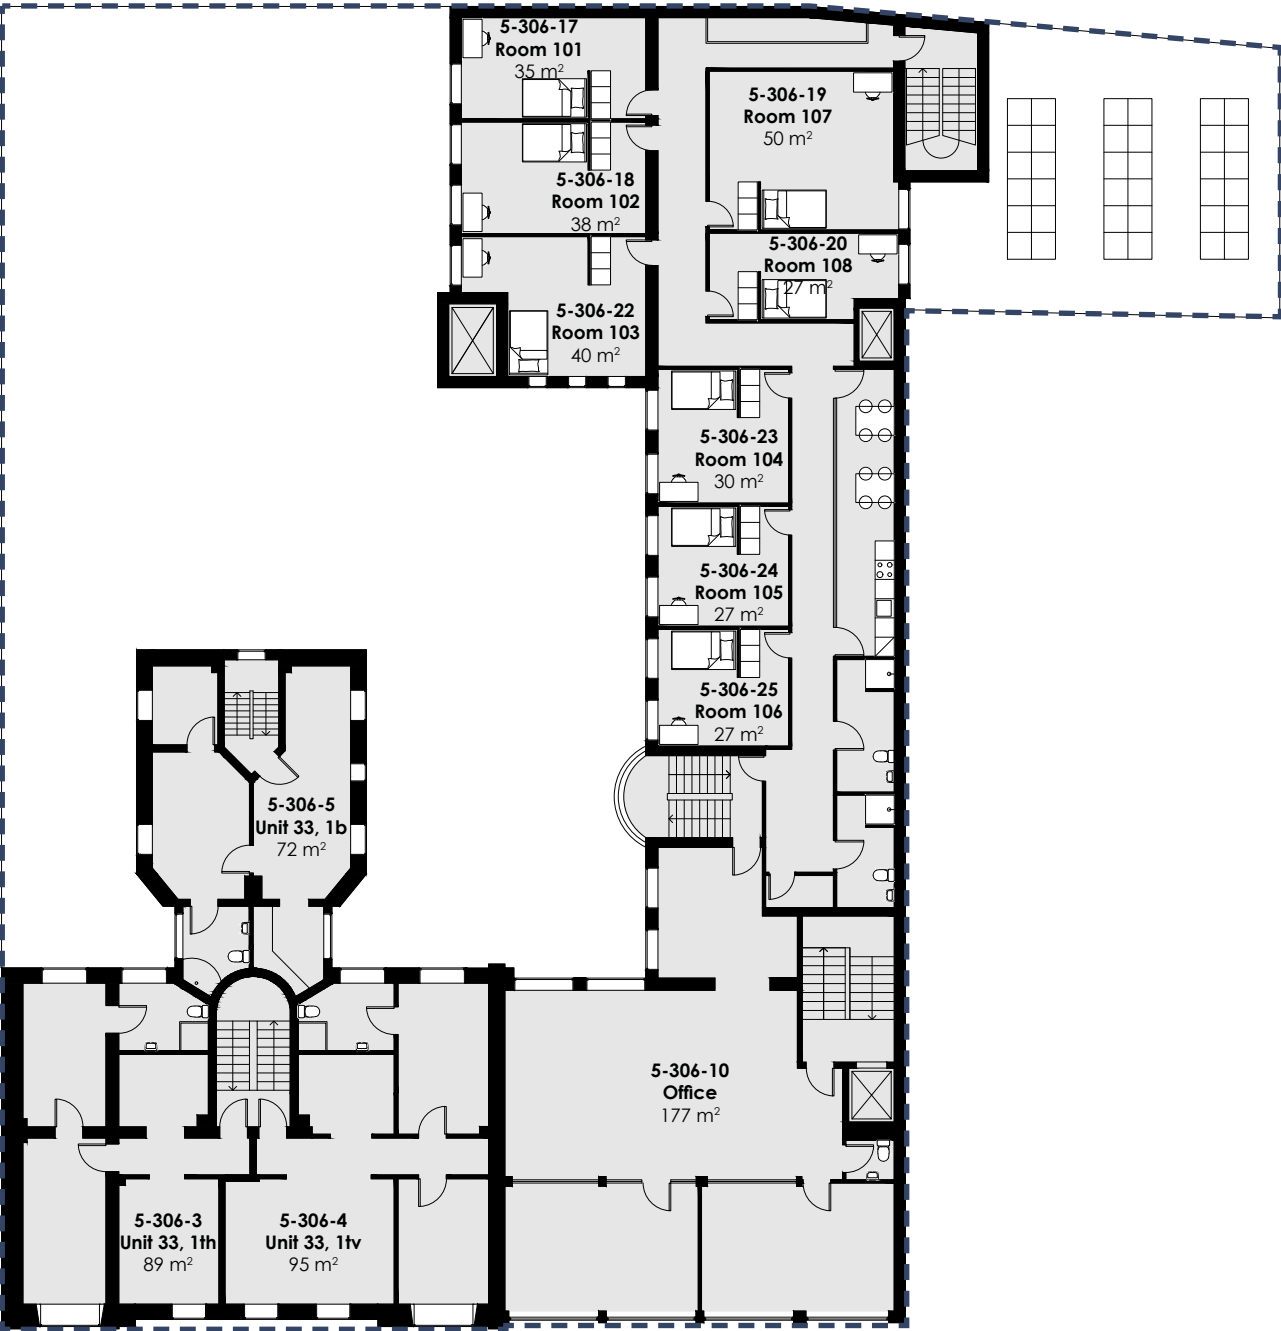 5-306-17
Room 101
35 m²
5-306-18
Room 102
38 m²
5-306-19
Room 107
50 m²
5-306-20
Room 108
27 m²
5-306-22
Room 103
40 m²
5-306-23
Room 104
30 m²
5-306-24
Room 105
27 m²
5-306-25
Room 106
27 m²
5-306-5
Unit 33, 1b
72 m²
5-306-10
Office
177 m²
5-306-3
Unit 33, 1th
89 m²
5-306-4
Unit 33, 1tv
95 m²